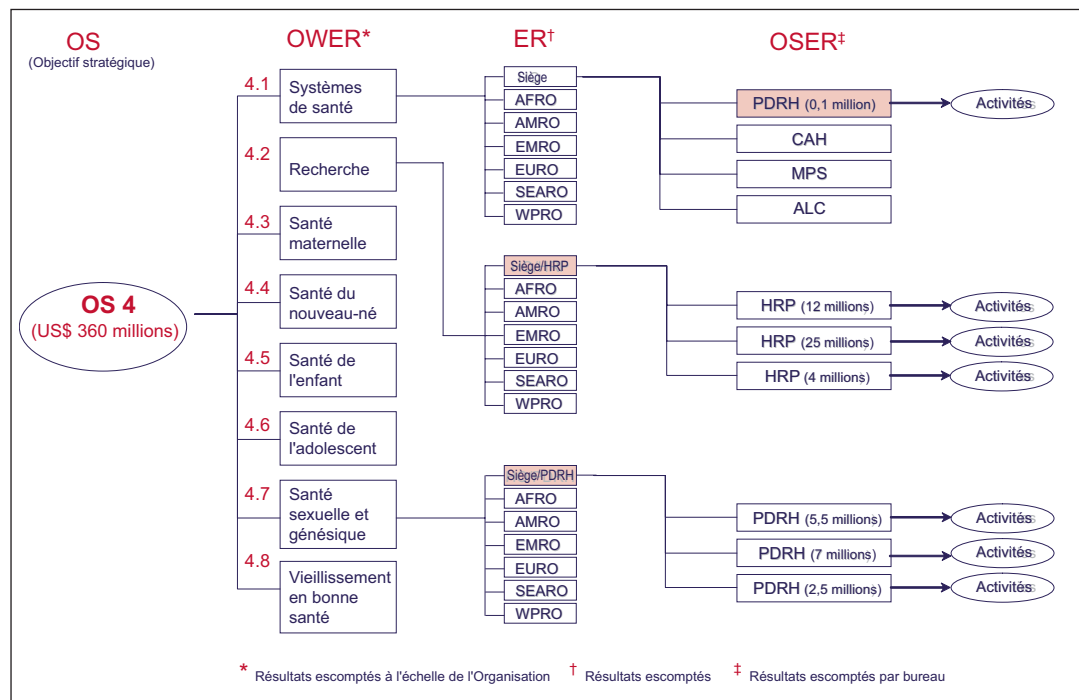 OS
(Objectif stratégique)
OWER*
ER†
OSER‡
OS 4
(US$ 360 millions)
4.1
Systèmes
de santé
4.2
Recherche
4.3
Santé
maternelle
4.4
Santé du
nouveau-né
4.5
Santé de
l'enfant
4.6
Santé de
l'adolescent
4.7
Santé
sexuelle et
génésique
4.8
Vieillissement
en bonne
santé
Siège
AFRO
AMRO
EMRO
EURO
SEARO
WPRO
Siège/HRP
AFRO
AMRO
EMRO
EURO
SEARO
WPRO
Siège/PDRH
AFRO
AMRO
EMRO
EURO
SEARO
WPRO
PDRH (0,1 million)
Activités
CAH
MPS
ALC
HRP (12 millions)
Activités
HRP (25 millions)
Activités
HRP (4 millions)
Activités
PDRH (5,5 millions)
Activités
PDRH (7 millions)
Activités
PDRH (2,5 millions)
Activités
* Résultats escomptés à l'échelle de l'Organisation † Résultats escomptés ‡ Résultats escomptés par bureau